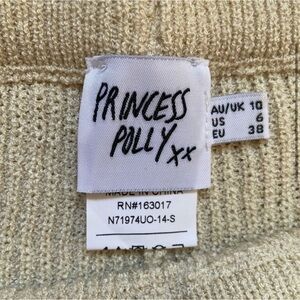 PRINCESS
POLLY xx
AU/UK 10
US 6
EU 38
MADE IN CHINA
RN#163017
N71974UO-14-S